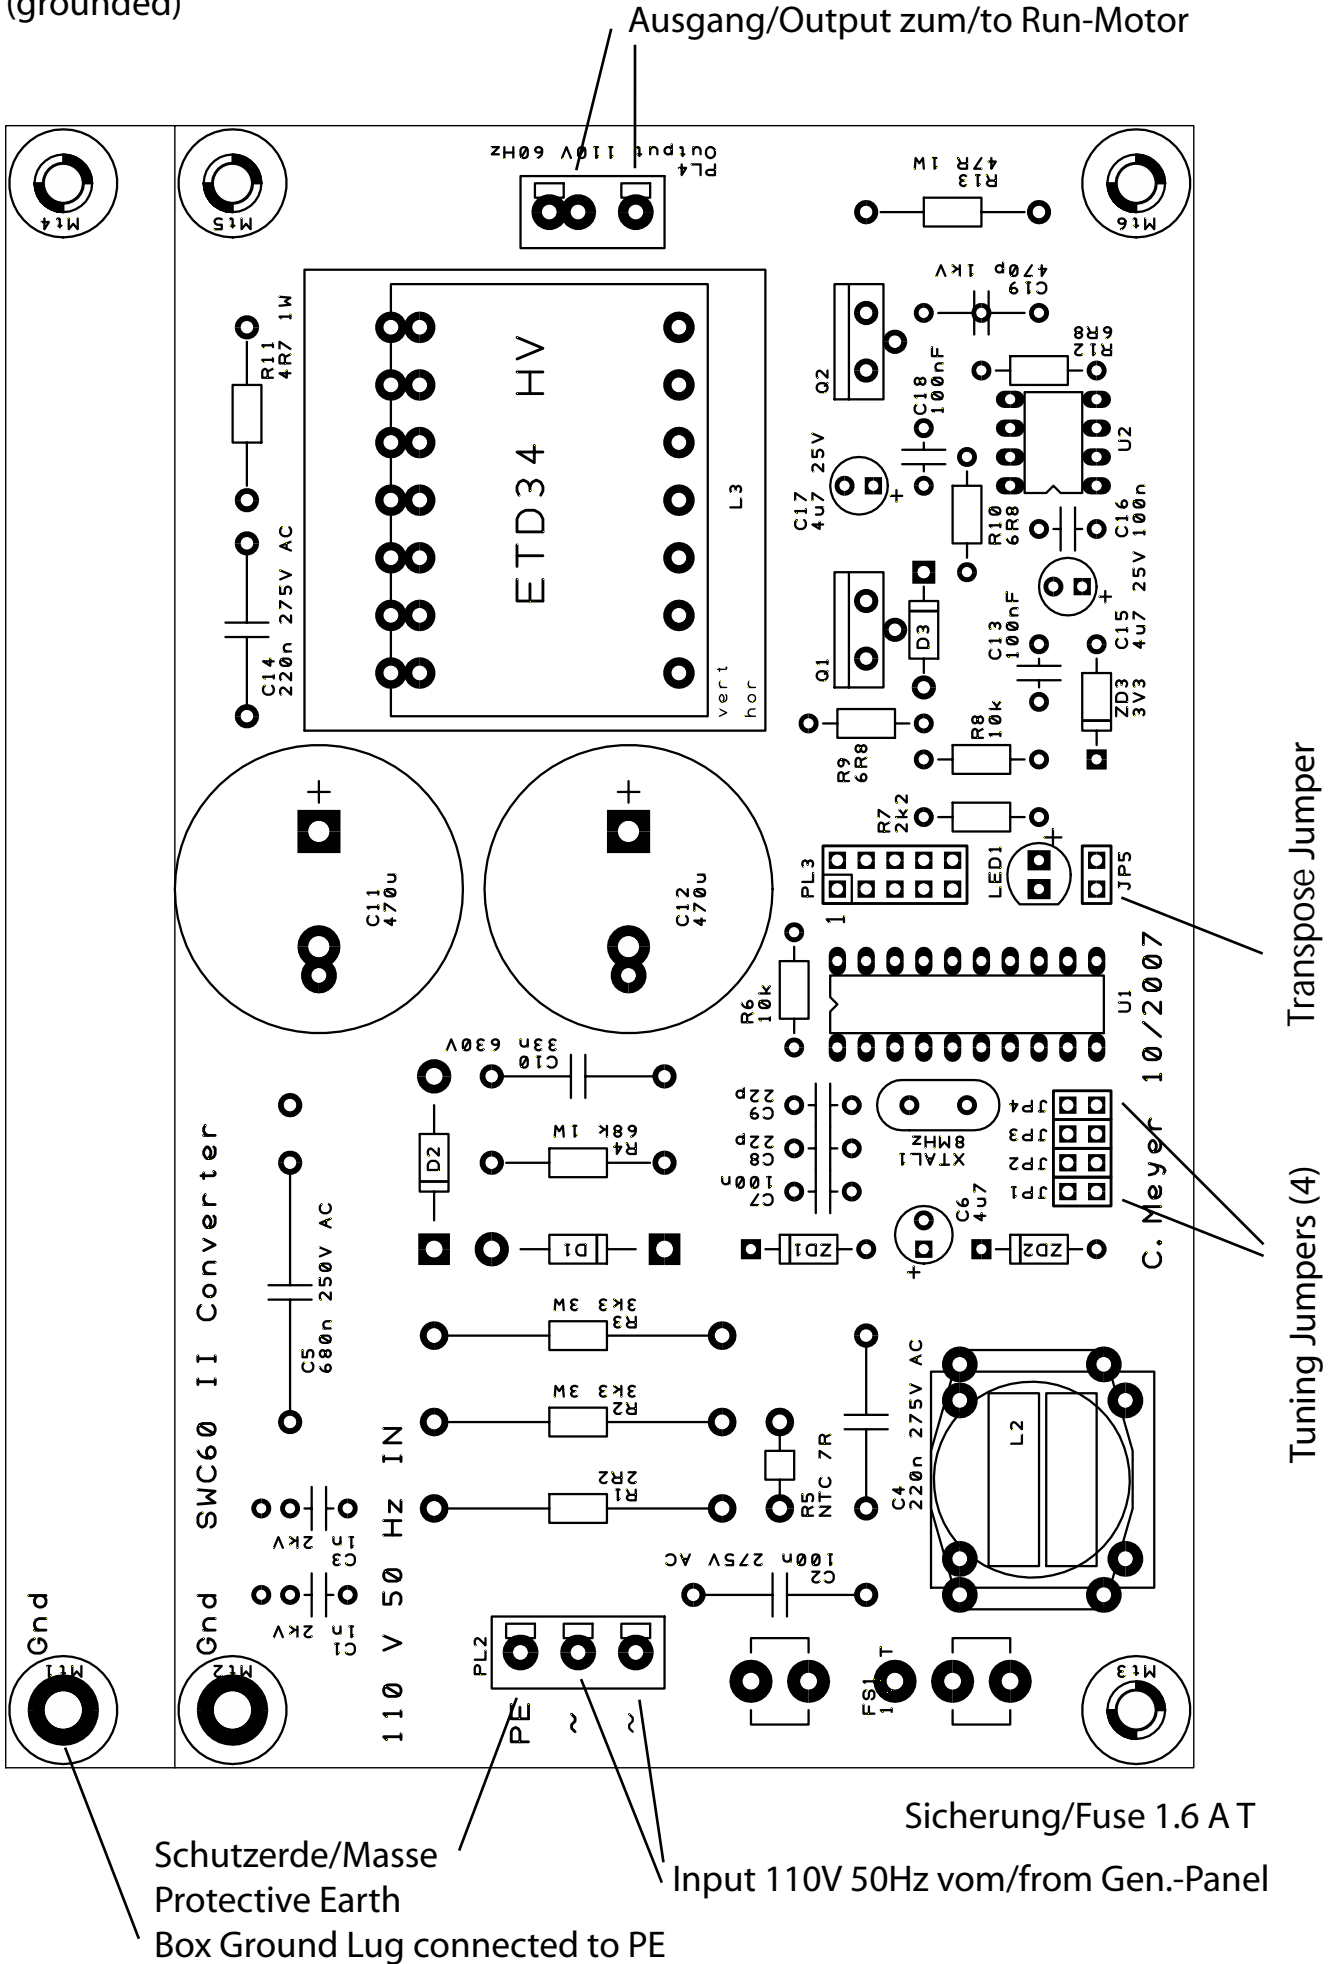 (grounded)
Ausgang/Output zum/to Run-Motor
Output 110V 60Hz
PL4
Mt4
Mt5
Mt6
R13
47R 1W
C19
470p 1kV
R12
6R8
R11
4R7 1W
ETD34 HV
L3
vert
hor
Q2
C18
100nF
U2
C17
4u7 25V
R10
6R8
C16
100n
C15
4u7 25V
C14
220n 275V AC
Q1
D3
C13
100nF
ZD3
3V3
R9
6R8
R8
10k
R7
2k2
+
+
+
+
+
C11
470u
C12
470u
PL3
1
LED1
JP5
Transpose Jumper
R6
10k
U1
C10
33n 630V
D2
R4
68k 1W
C9
22p
C8
22p
C7
100n
XTAL1
8MHz
JP4
JP3
JP2
JP1
C. Meyer 10/2007
Tuning Jumpers (4)
C6
4u7
+
D1
ZD1
ZD2
SWC60 II Converter
C5
680n 250V AC
R3
3k3 3W
R2
3k3 3W
R1
2R2
R5
NTC 7R
C4
220n 275V AC
L2
C3
1n 2kV
C1
1n 2kV
C2
100n 275V AC
110 V 50 Hz IN
Gnd
Gnd
Mt1
Mt2
Mt3
PL2
PE
~
~
FS1
1 T
Sicherung/Fuse 1.6 A T
Schutzerde/Masse
Protective Earth
Box Ground Lug connected to PE
Input 110V 50Hz vom/from Gen.-Panel